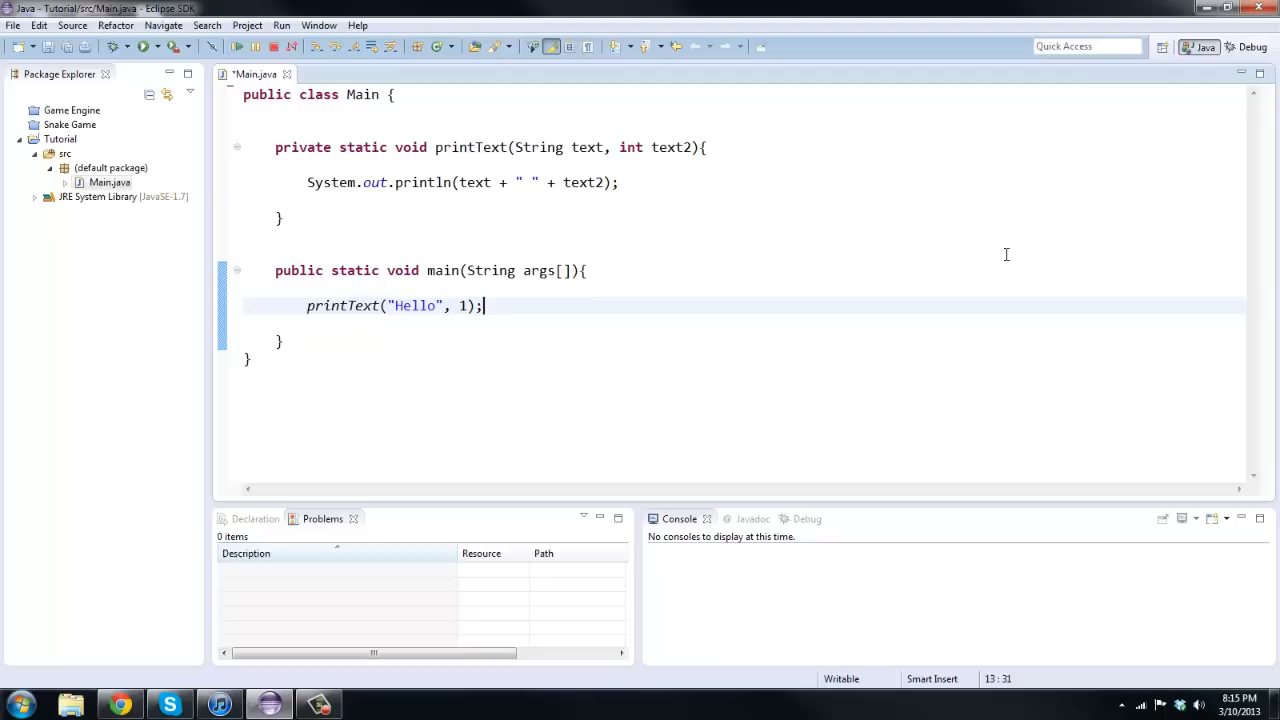 Java - Tutorial/src/Main.java - Eclipse SDK
File Edit Source Refactor Navigate Search Project Run Window Help
Quick Access
Java
Debug
Package Explorer
*Main.java
Game Engine
Snake Game
Tutorial
src
(default package)
Main.java
JRE System Library [JavaSE-1.7]
public class Main {
private static void printText(String text, int text2){
System.out.println(text + " " + text2);
}
public static void main(String args[]){
printText("Hello", 1);
}
}
Declaration Problems
0 items
Description Resource Path
Console @ Javadoc Debug
No consoles to display at this time.
Writable Smart Insert 13 : 31
8:15 PM
3/10/2013